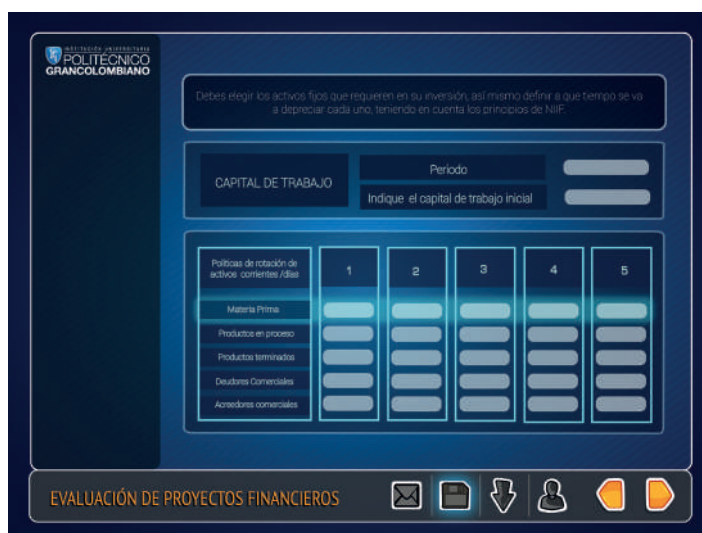 INSTITUCIÓN UNIVERSITARIA
POLITÉCNICO
GRANCOLOMBIANO
Debes elegir los activos fijos que requieren en su inversión, así mismo definir a que tiempo se va
a depreciar cada uno, teniendo en cuenta los principios de NIIF.
CAPITAL DE TRABAJO
Periodo
Indique el capital de trabajo inicial
Políticas de rotación de
activos corrientes /días
1
2
3
4
5
Materia Prima
Productos en proceso
Productos terminados
Deudores Comerciales
Acreedores comerciales
EVALUACIÓN DE PROYECTOS FINANCIEROS